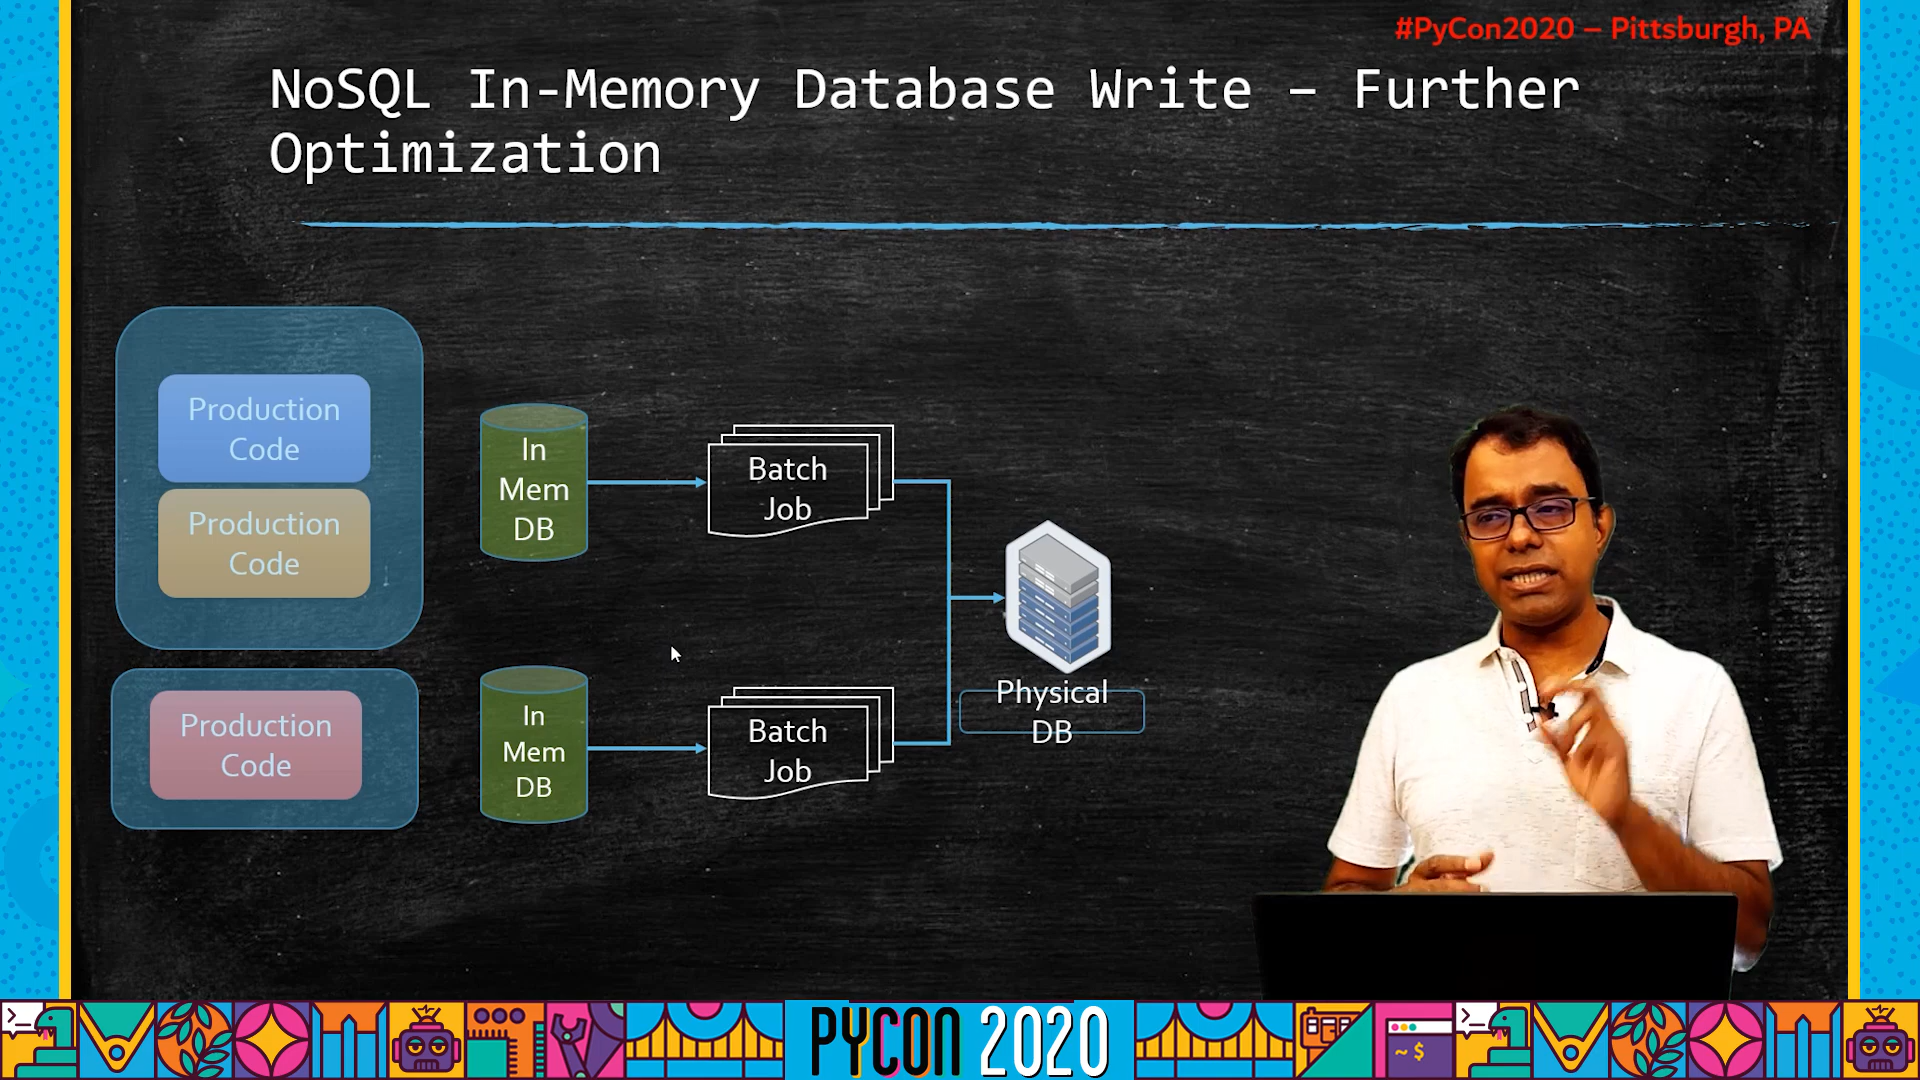 #PyCon2020 – Pittsburgh, PA
NoSQL In-Memory Database Write – Further
Optimization
Production
Code
Production
Code
In
Mem
DB
Batch
Job
Physical
DB
Production
Code
In
Mem
DB
Batch
Job
>_
~ $
PYCON 2020
>_